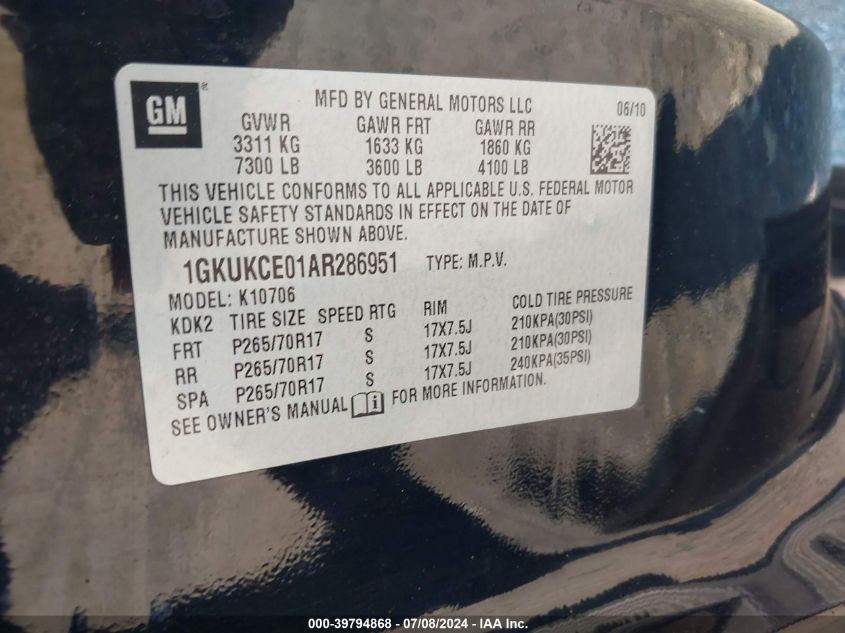 GM®
MFD BY GENERAL MOTORS LLC
06/10
GVWR GAWR FRT GAWR RR
3311 KG 1633 KG 1860 KG
7300 LB 3600 LB 4100 LB
THIS VEHICLE CONFORMS TO ALL APPLICABLE U.S. FEDERAL MOTOR
VEHICLE SAFETY STANDARDS IN EFFECT ON THE DATE OF
MANUFACTURE SHOWN ABOVE.
1GKUKCE01AR286951 TYPE: M.P.V.
MODEL: K10706
KDK2 TIRE SIZE SPEED RTG RIM COLD TIRE PRESSURE
FRT P265/70R17 S 17X7.5J 210KPA(30PSI)
RR P265/70R17 S 17X7.5J 210KPA(30PSI)
SPA P265/70R17 S 17X7.5J 240KPA(35PSI)
SEE OWNER'S MANUAL i FOR MORE INFORMATION.
000-39794868 - 07/08/2024 - IAA Inc.